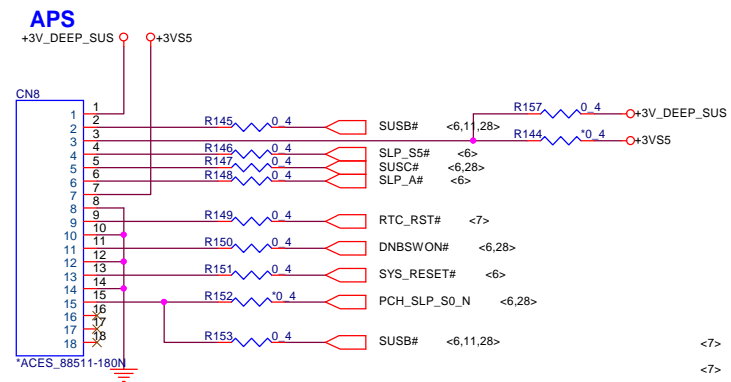 APS
+3V_DEEP_SUS +3VS5
CN8
1 1
2 2 R145 0_4 SUSB# <6,11,28>
3 3 R157 0_4 +3V_DEEP_SUS
R144 *0_4 +3VS5
4 4 R146 0_4 SLP_S5# <6>
5 5 R147 0_4 SUSC# <6,28>
6 6 R148 0_4 SLP_A# <6>
7 7
8 8
9 9 R149 0_4 RTC_RST# <7>
10 10
11 11 R150 0_4 DNBSWON# <6,28>
12 12
13 13 R151 0_4 SYS_RESET# <6>
14 14
15 15 R152 *0_4 PCH_SLP_S0_N <6,28>
16 16
17 17
18 18 R153 0_4 SUSB# <6,11,28> <7>
*ACES_88511-180N <7>